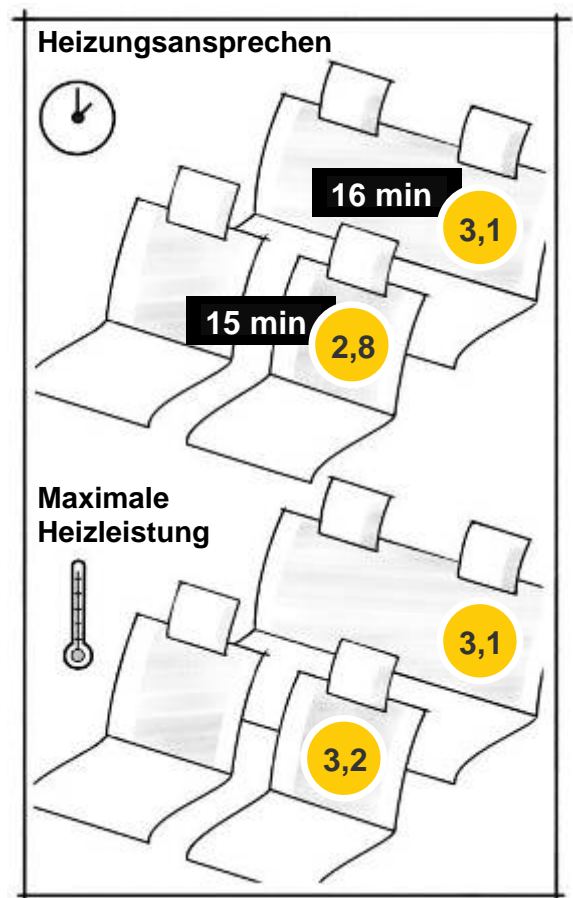 Heizungsansprechen
16 min
3,1
15 min
2,8
Maximale
Heizleistung
3,1
3,2